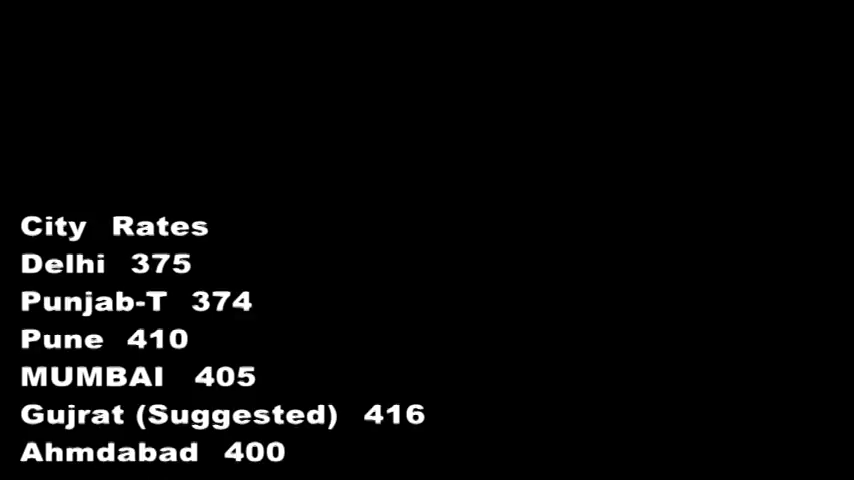 City Rates
Delhi 375
Punjab-T 374
Pune 410
MUMBAI 405
Gujrat (Suggested) 416
Ahmdabad 400